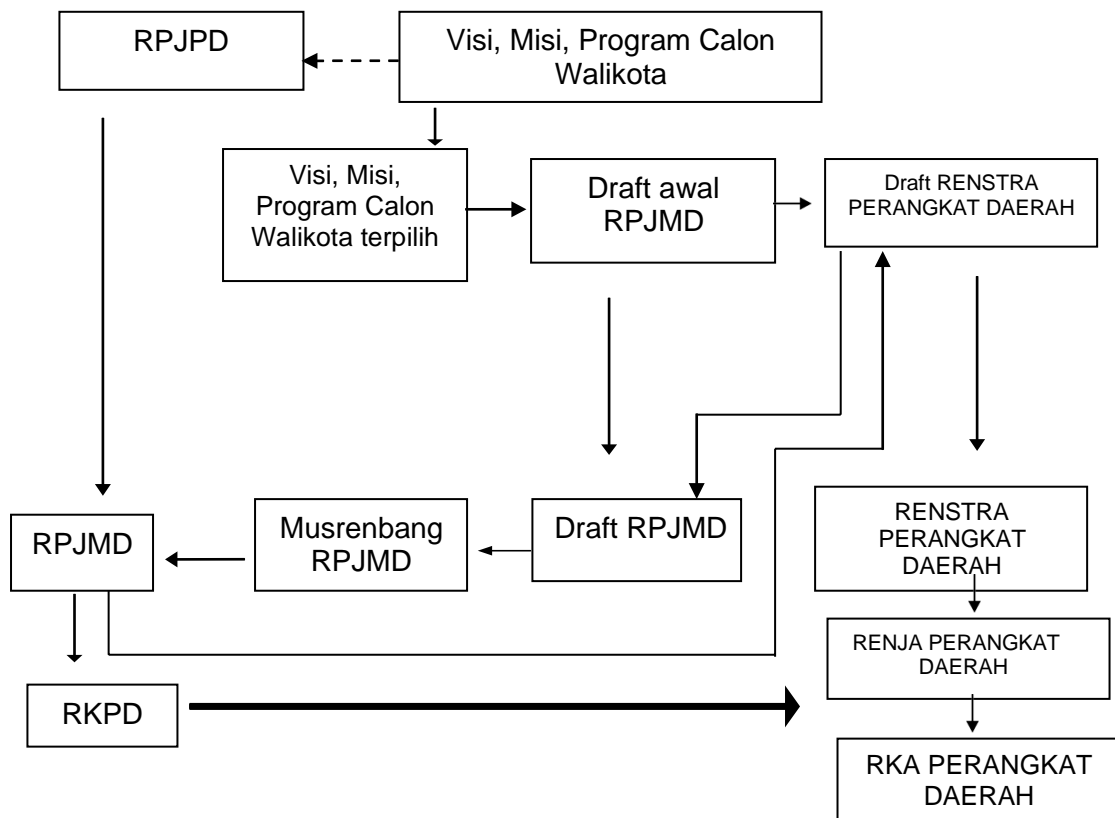 RPJPD
Visi, Misi, Program Calon
Walikota
Visi, Misi,
Program Calon
Walikota terpilih
Draft awal
RPJMD
Draft RENSTRA
PERANGKAT DAERAH
RPJMD
Musrenbang
RPJMD
Draft RPJMD
RENSTRA
PERANGKAT
DAERAH
RENJA PERANGKAT
DAERAH
RKPD
RKA PERANGKAT
DAERAH